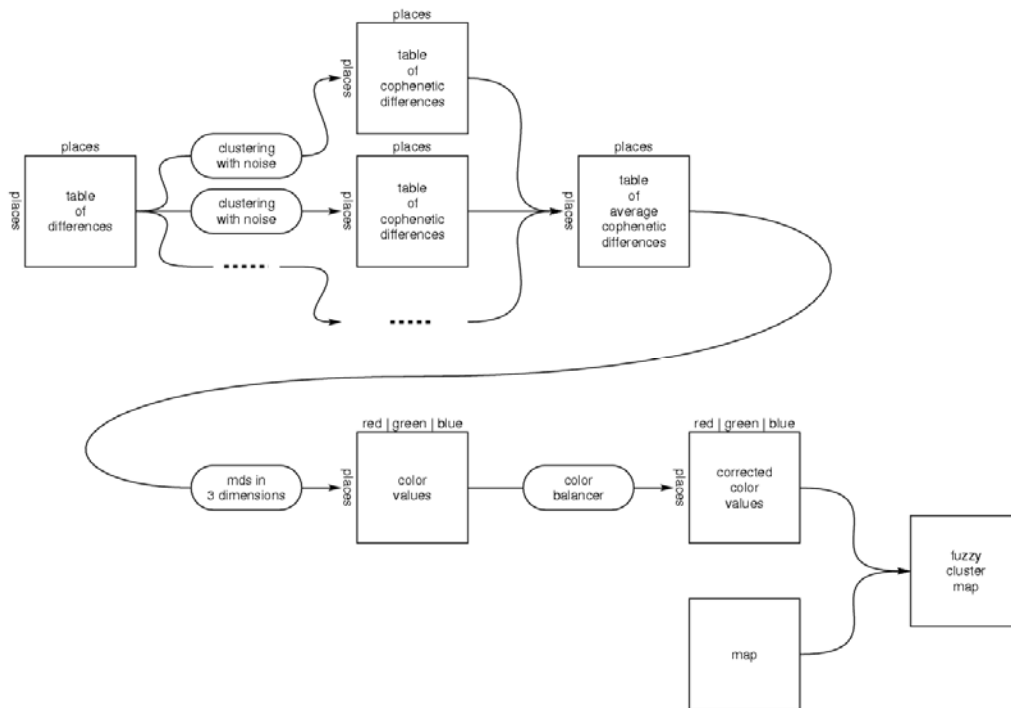 places
places
table
of
cophenetic
differences
places
places
table
of
differences
clustering
with noise
clustering
with noise
places
places
table
of
cophenetic
differences
places
places
table
of
average
cophenetic
differences
mds in
3 dimensions
red | green | blue
places
color
values
color
balancer
red | green | blue
places
corrected
color
values
fuzzy
cluster
map
map